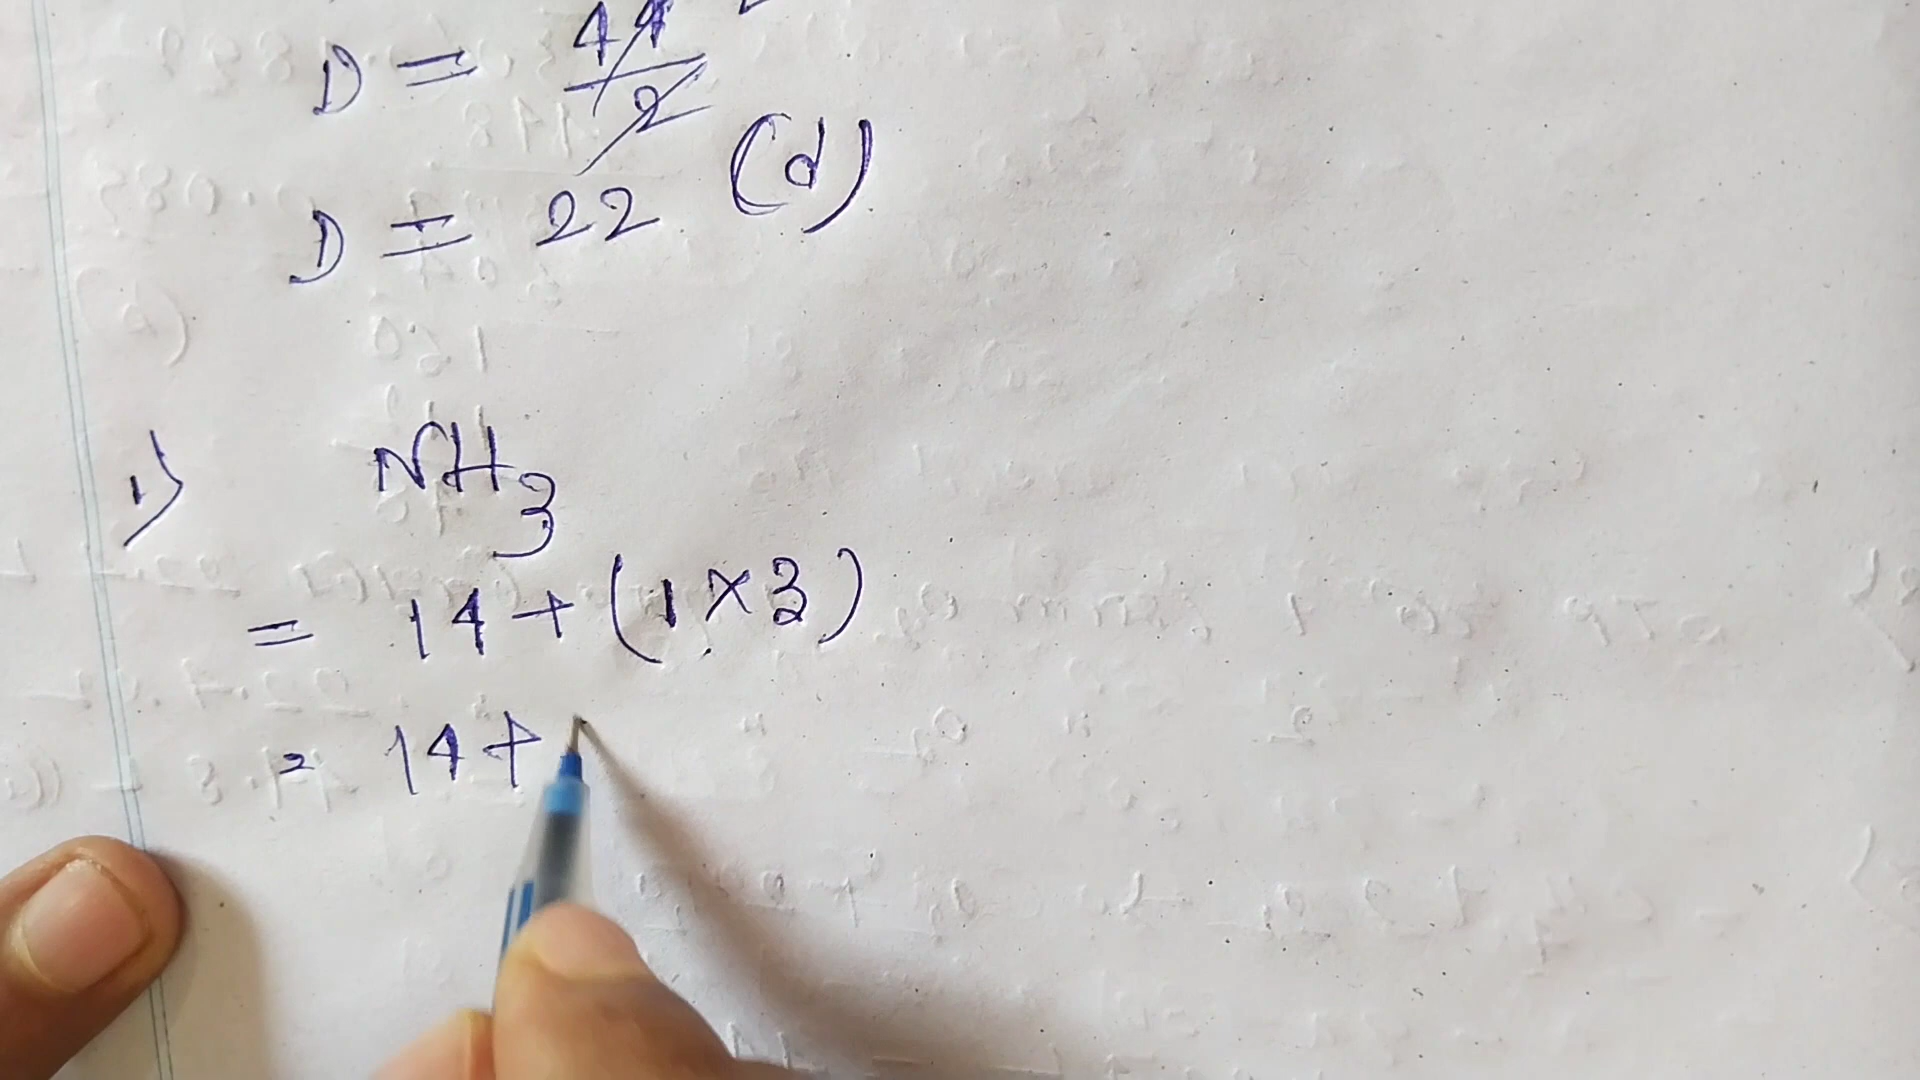 D = 44/2
D = 22 (d)
1) NH3
= 14 + (1 × 3)
= 14 +